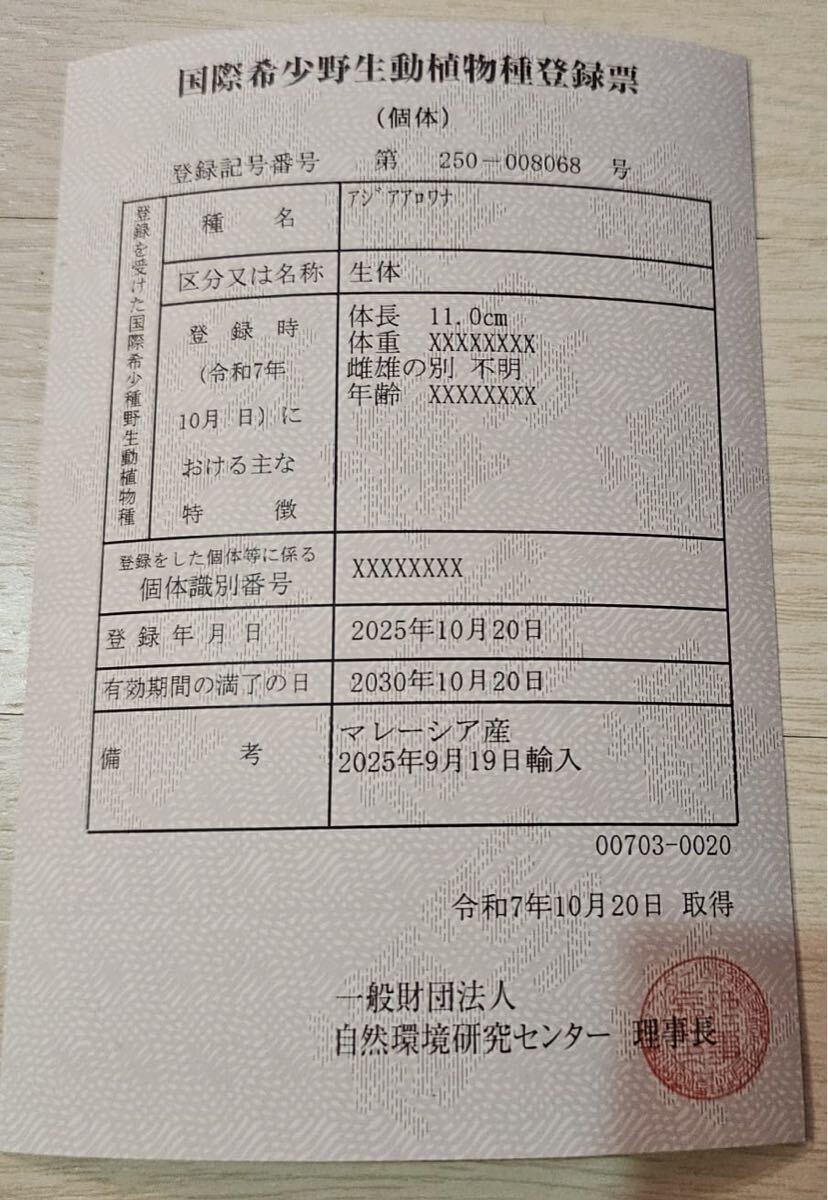 国際希少野生動植物種登録票
(個体)
登録記号番号 第 250-008068 号
登録を受けた国際希少種野生動植物種
種名 ｱｼﾞｱｱﾛﾜﾅ
区分又は名称 生体
登録時
(令和7年
10月 日)に
おける主な
特徴
体長 11.0cm
体重 XXXXXXXX
雌雄の別 不明
年齢 XXXXXXXX
登録をした個体等に係る
個体識別番号 XXXXXXXX
登録年月日 2025年10月20日
有効期間の満了の日 2030年10月20日
備考 マレーシア産
2025年9月19日輸入
00703-0020
令和7年10月20日 取得
一般財団法人
自然環境研究センター 理事長